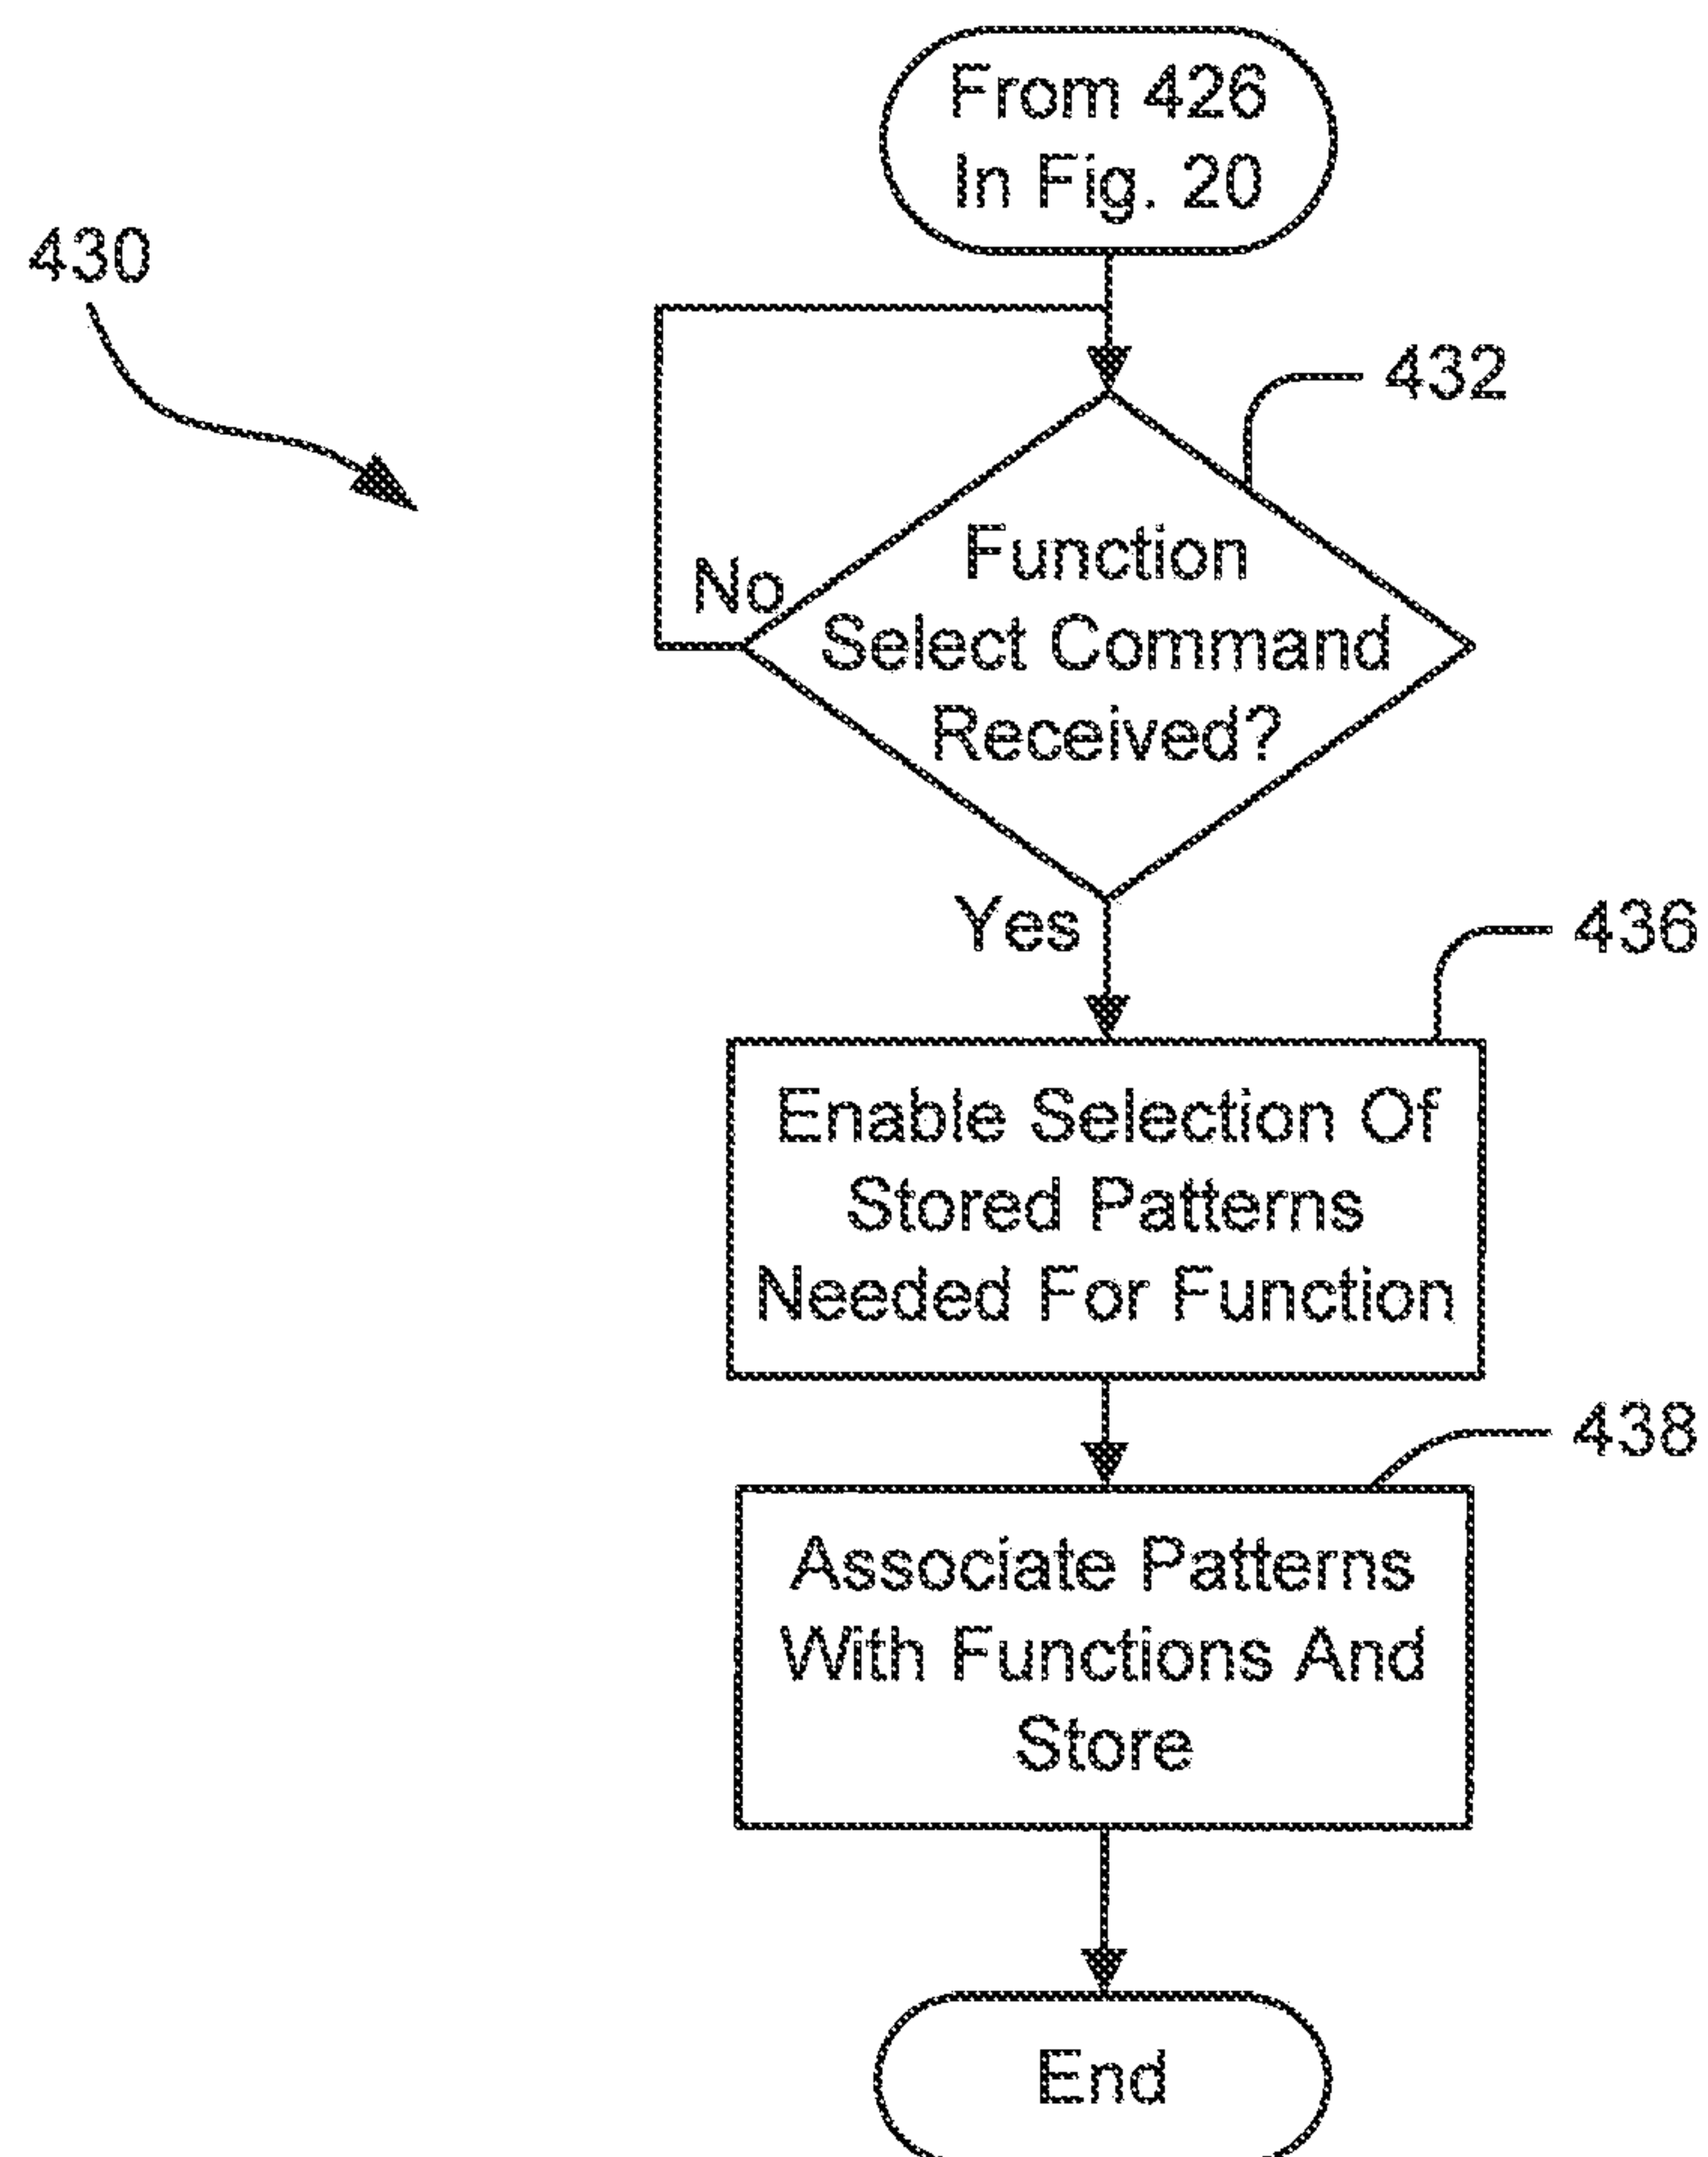 From 426
In Fig. 20
430
432
Function
Select Command
Received?
No
Yes
436
Enable Selection Of
Stored Patterns
Needed For Function
438
Associate Patterns
With Functions And
Store
End